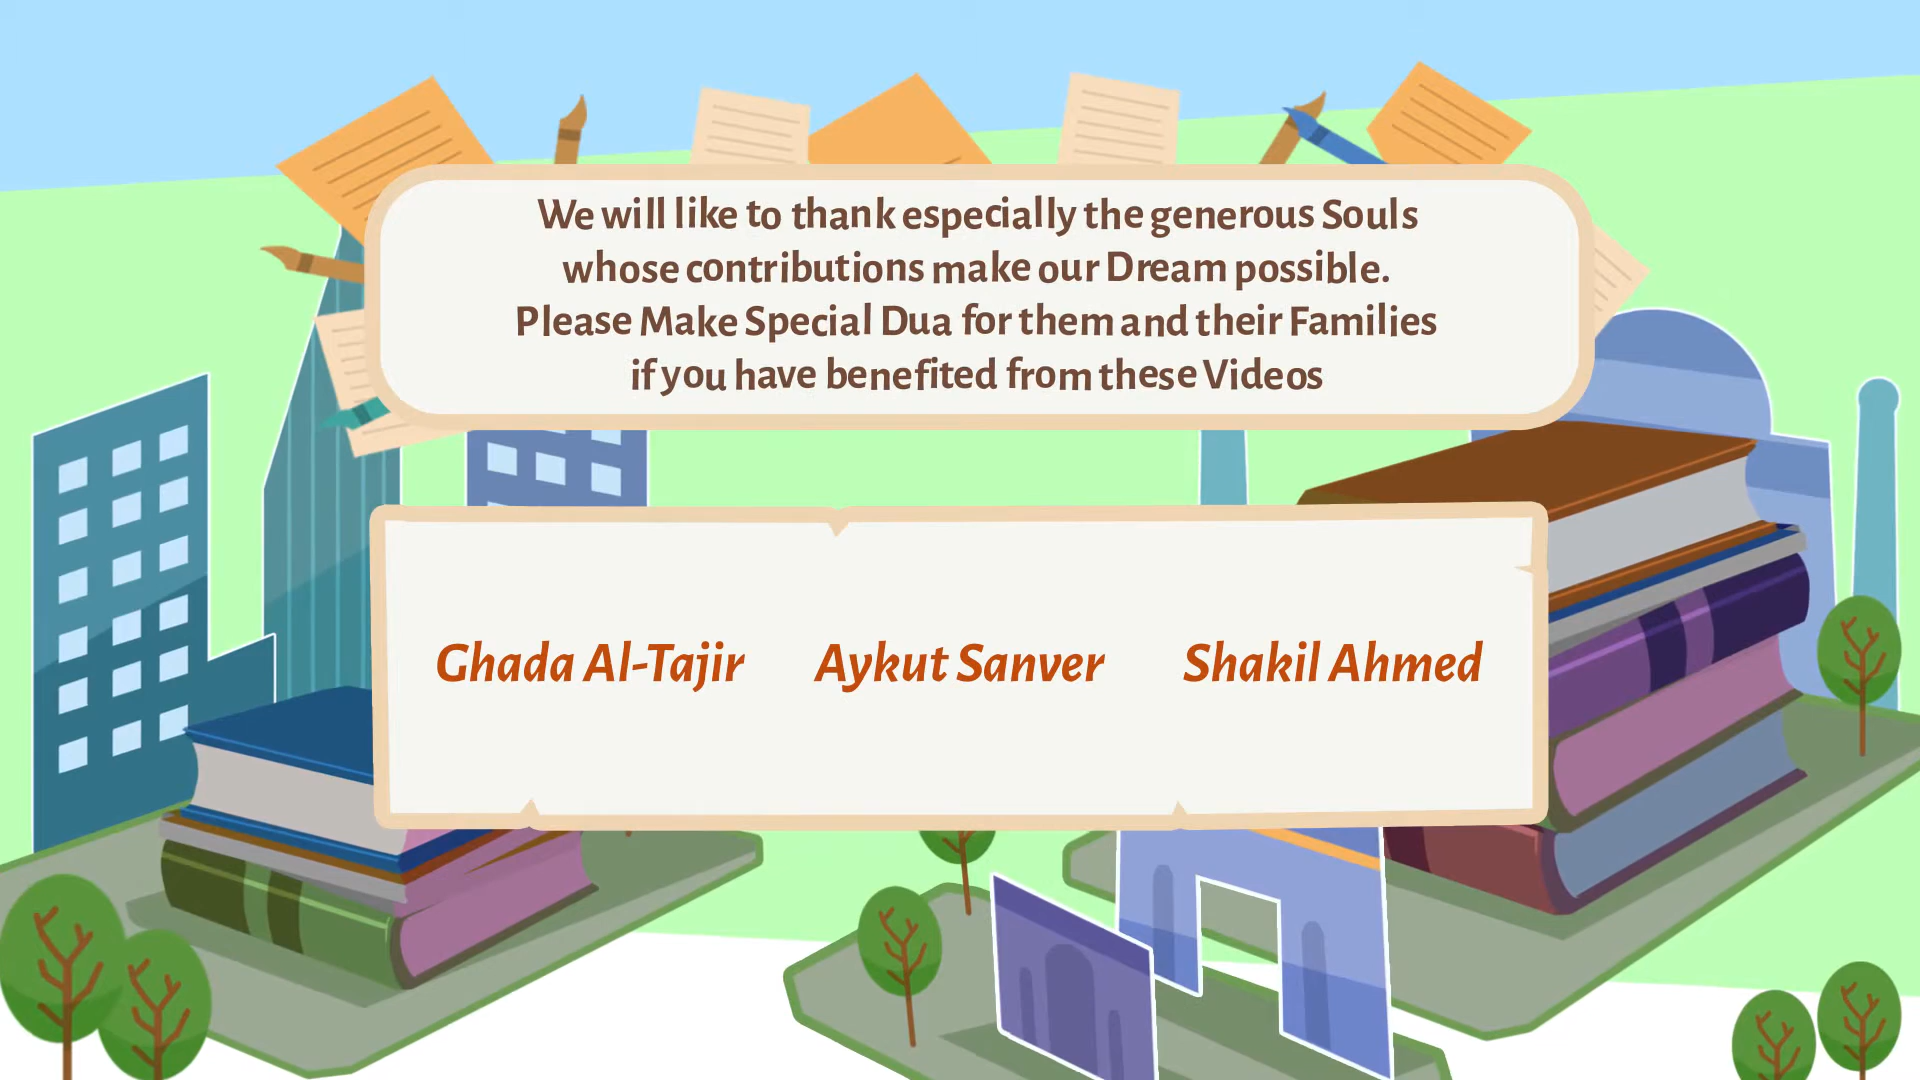 We will like to thank especially the generous Souls
whose contributions make our Dream possible.
Please Make Special Dua for them and their Families
if you have benefited from these Videos
Ghada Al-Tajir Aykut Sanver Shakil Ahmed